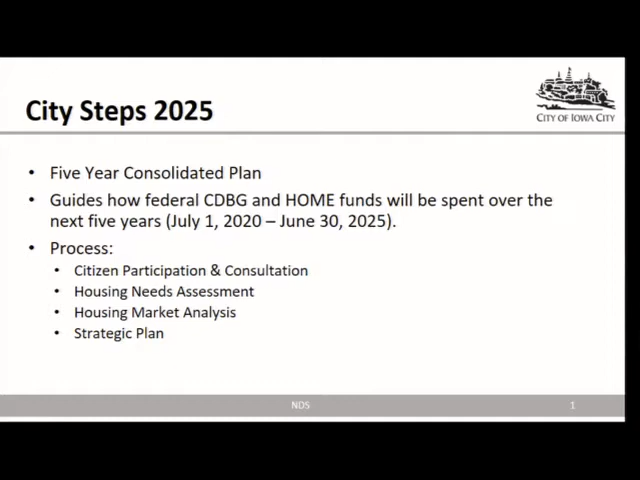 City Steps 2025
CITY OF IOWA CITY
• Five Year Consolidated Plan
• Guides how federal CDBG and HOME funds will be spent over the
next five years (July 1, 2020 – June 30, 2025).
• Process:
• Citizen Participation & Consultation
• Housing Needs Assessment
• Housing Market Analysis
• Strategic Plan
NDS
1